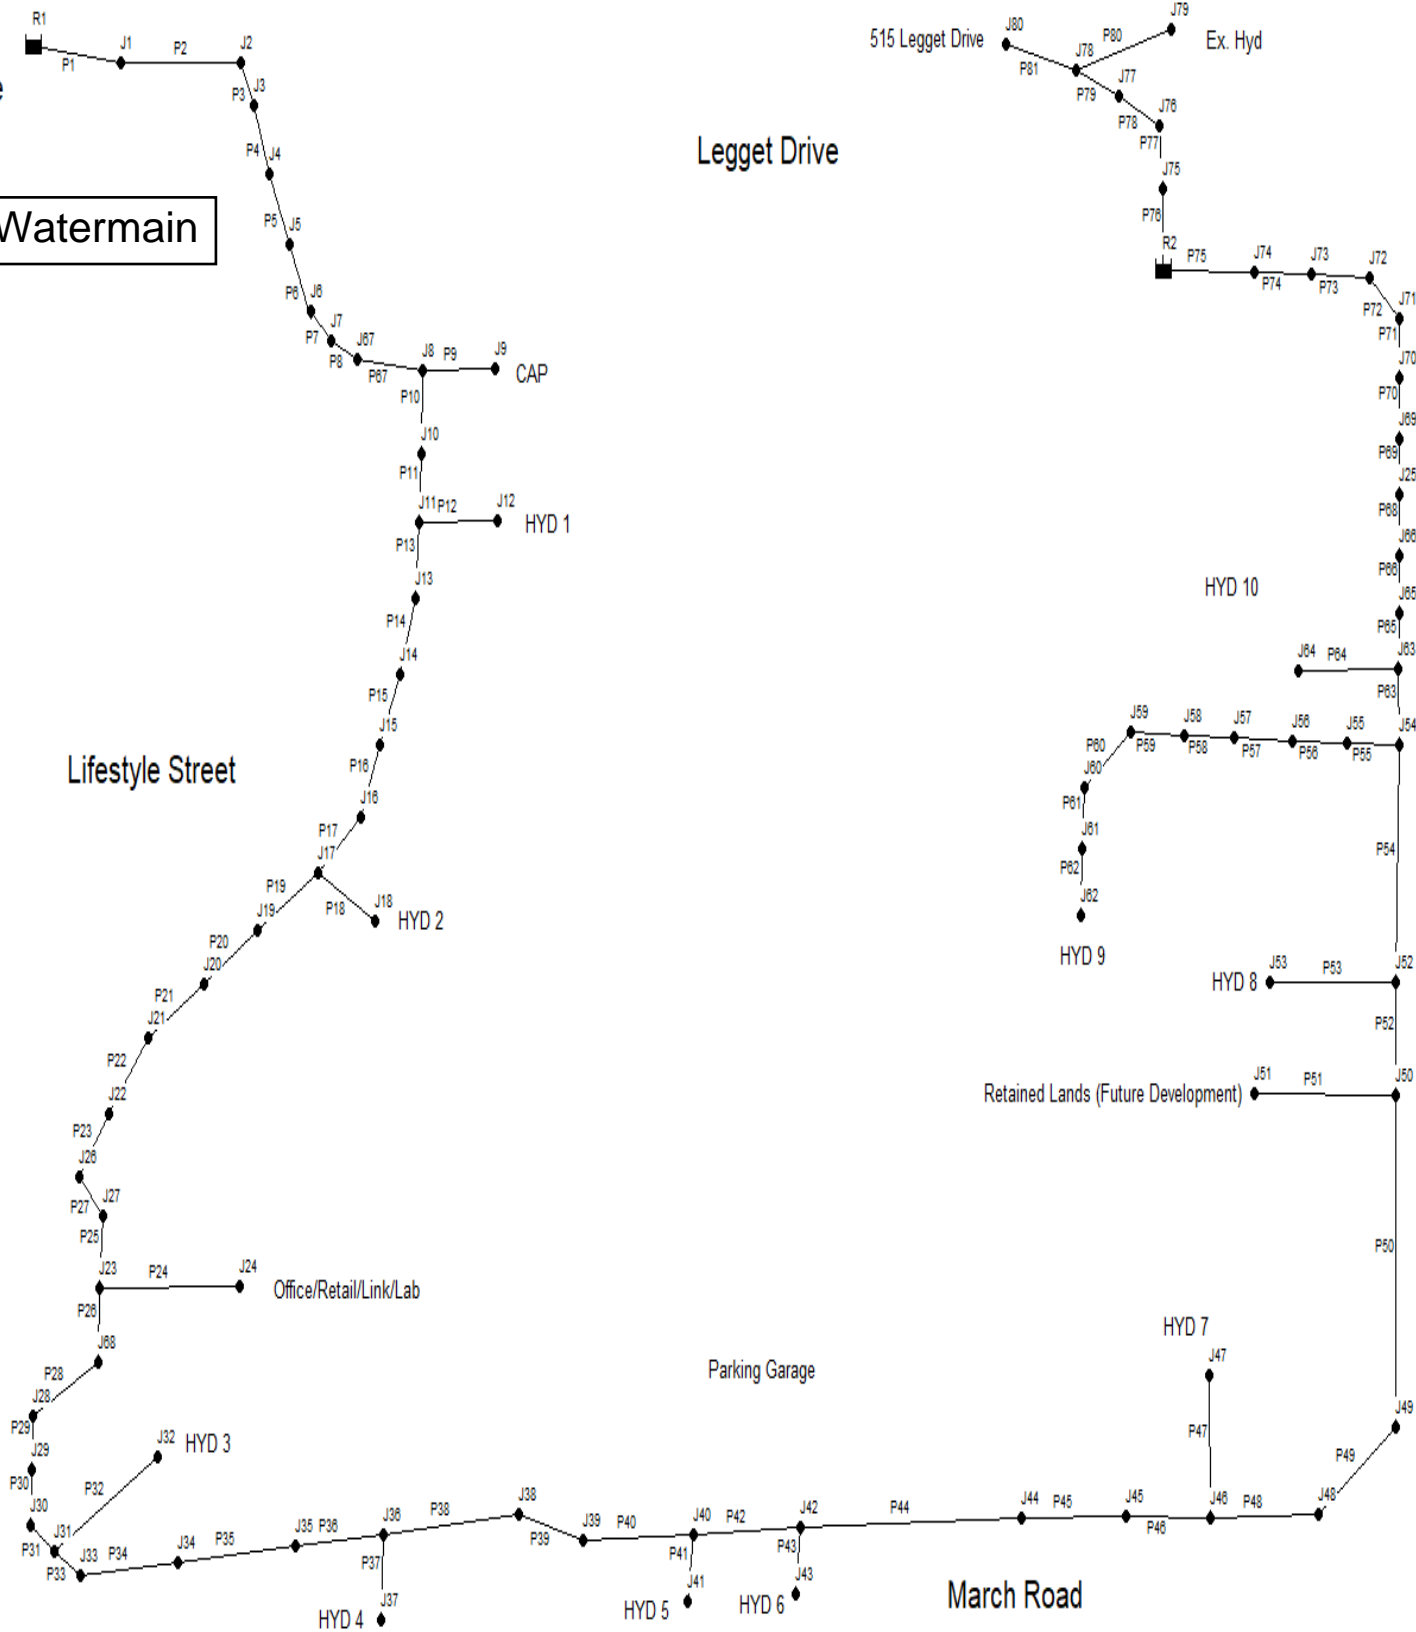 R1
J1
P2
J2
P1
e
P3
J3
P4
J4
Watermain
P5
J5
P6
J6
P7
J7
P8
J67
P67
J8
P9
J9
CAP
P10
J10
P11
J11
P12
J12
HYD 1
P13
J13
P14
J14
P15
J15
P16
J16
Lifestyle Street
P17
J17
P18
J18
HYD 2
P19
J19
P20
J20
P21
J21
P22
J22
P23
J26
P27
J27
P25
J23
P24
J24
Office/Retail/Link/Lab
P26
J68
P28
J28
P29
J29
P30
J30
P31
J31
P32
J32
HYD 3
P33
J33
P34
J34
P35
J35
P36
J36
P37
J37
HYD 4
P38
J38
P39
J39
P40
J40
P41
J41
HYD 5
P42
J42
P43
J43
HYD 6
P44
J44
P45
J45
P46
J46
P47
J47
HYD 7
Parking Garage
March Road
P48
J48
P49
J49
P50
J50
P51
J51
Retained Lands (Future Development)
P52
J52
P53
J53
HYD 8
P54
J54
P55
J55
P56
J56
P57
J57
P58
J58
P59
J59
P60
J60
P61
J61
P62
J62
HYD 9
P63
J63
P64
J64
HYD 10
P65
J65
P66
J66
P68
J25
P69
J69
P70
J70
P71
J71
P72
J72
P73
J73
P74
J74
P75
R2
P76
J75
P77
J76
P78
J77
P79
J78
P80
J79
Ex. Hyd
P81
J80
515 Legget Drive
Legget Drive